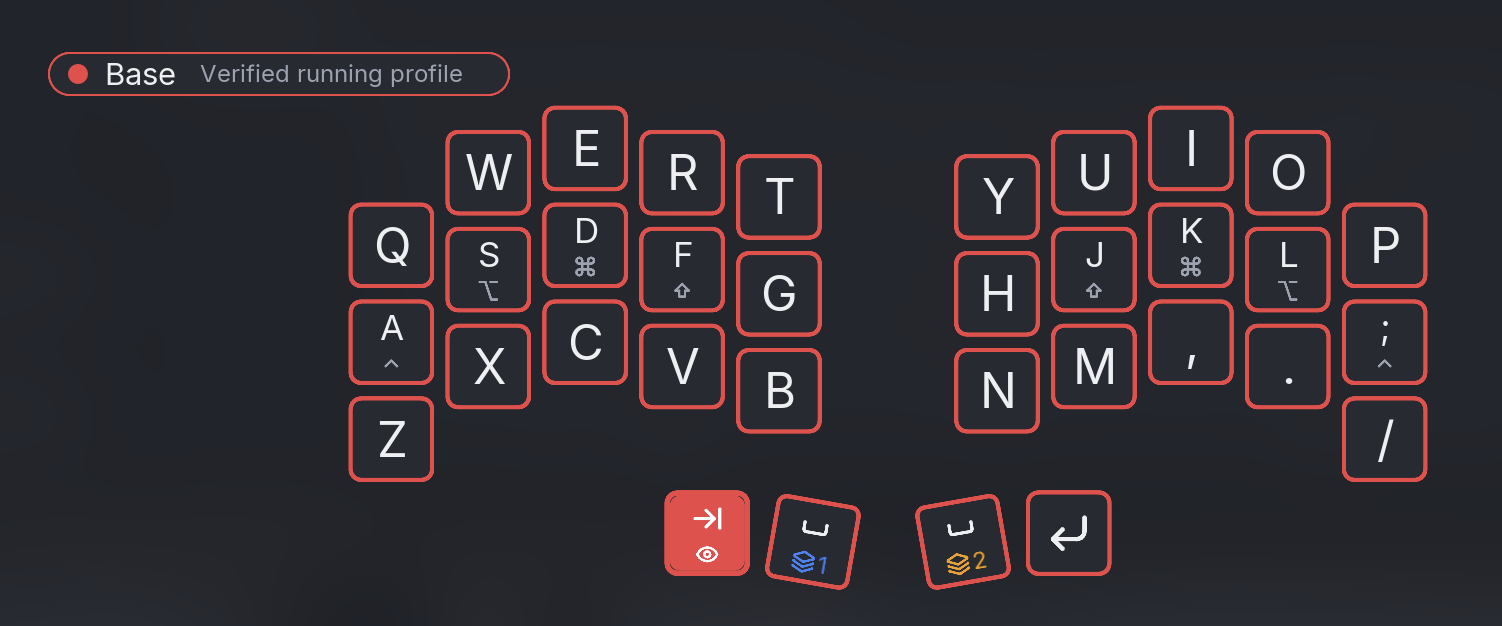 Base Verified running profile
W E R T Y U I O
Q S ⌥ D ⌘ F ⇧ G H J ⇧ K ⌘ L ⌥ P
A ^ X C V B N M , . ; ^
Z /
⇥ ⎵ 1 ⎵ 2 ↵